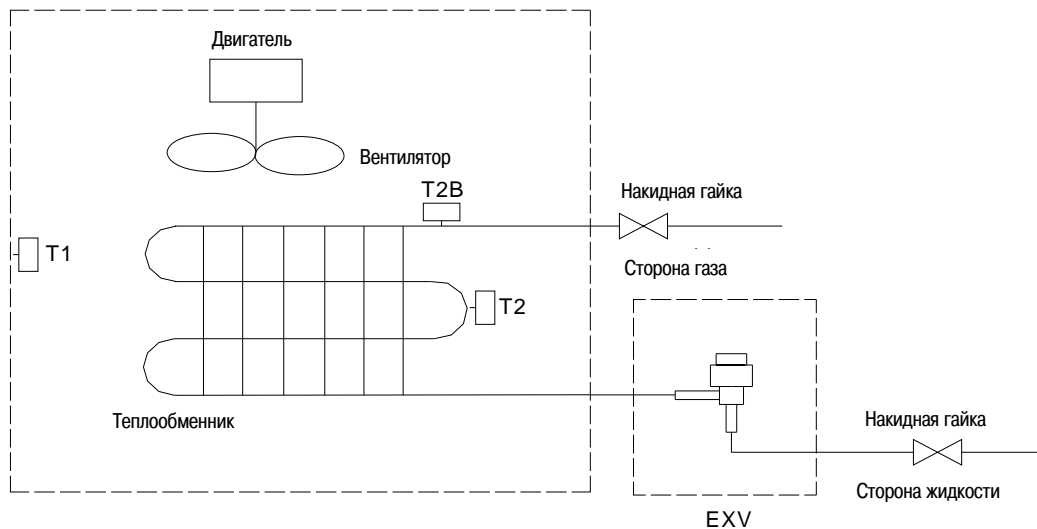 Двигатель
Вентилятор
T2B
Накидная гайка
T1
Сторона газа
T2
Теплообменник
Накидная гайка
Сторона жидкости
EXV